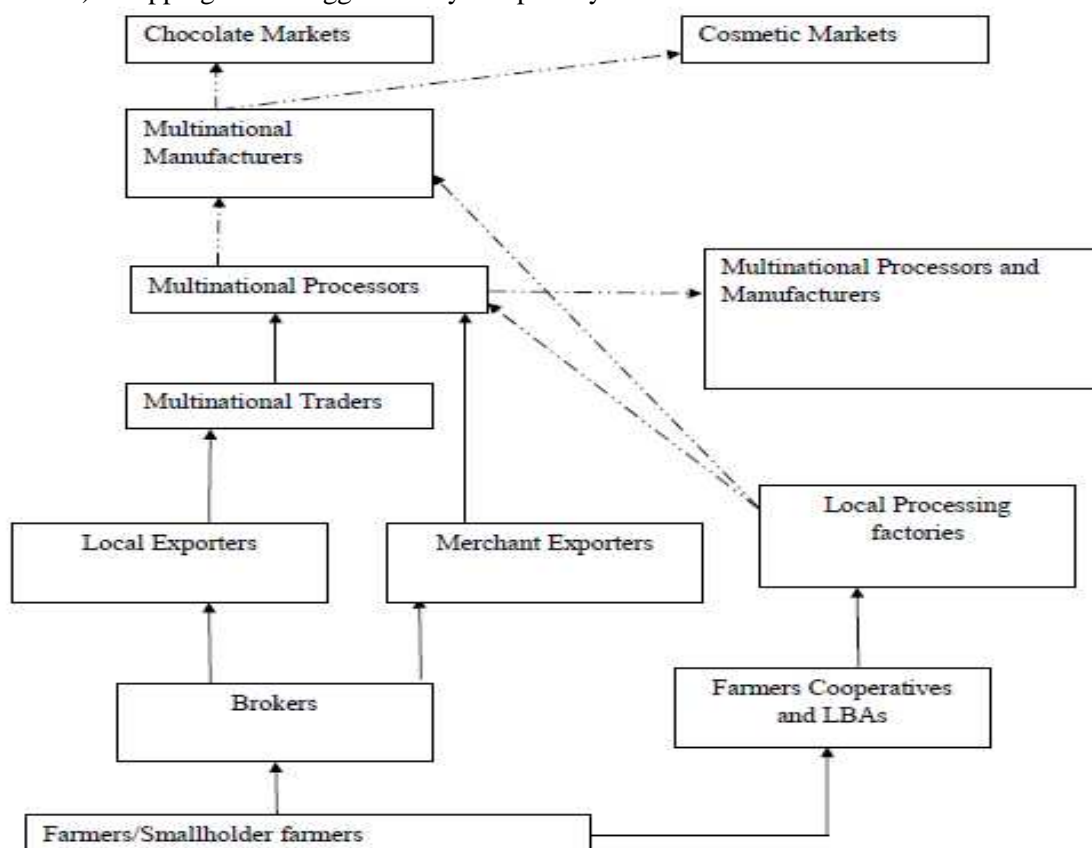 Chocolate Markets
Cosmetic Markets
Multinational
Manufacturers
Multinational Processors
Multinational Processors and
Manufacturers
Multinational Traders
Local Processing
factories
Local Exporters
Merchant Exporters
Farmers Cooperatives
and LBAs
Brokers
Farmers/Smallholder farmers